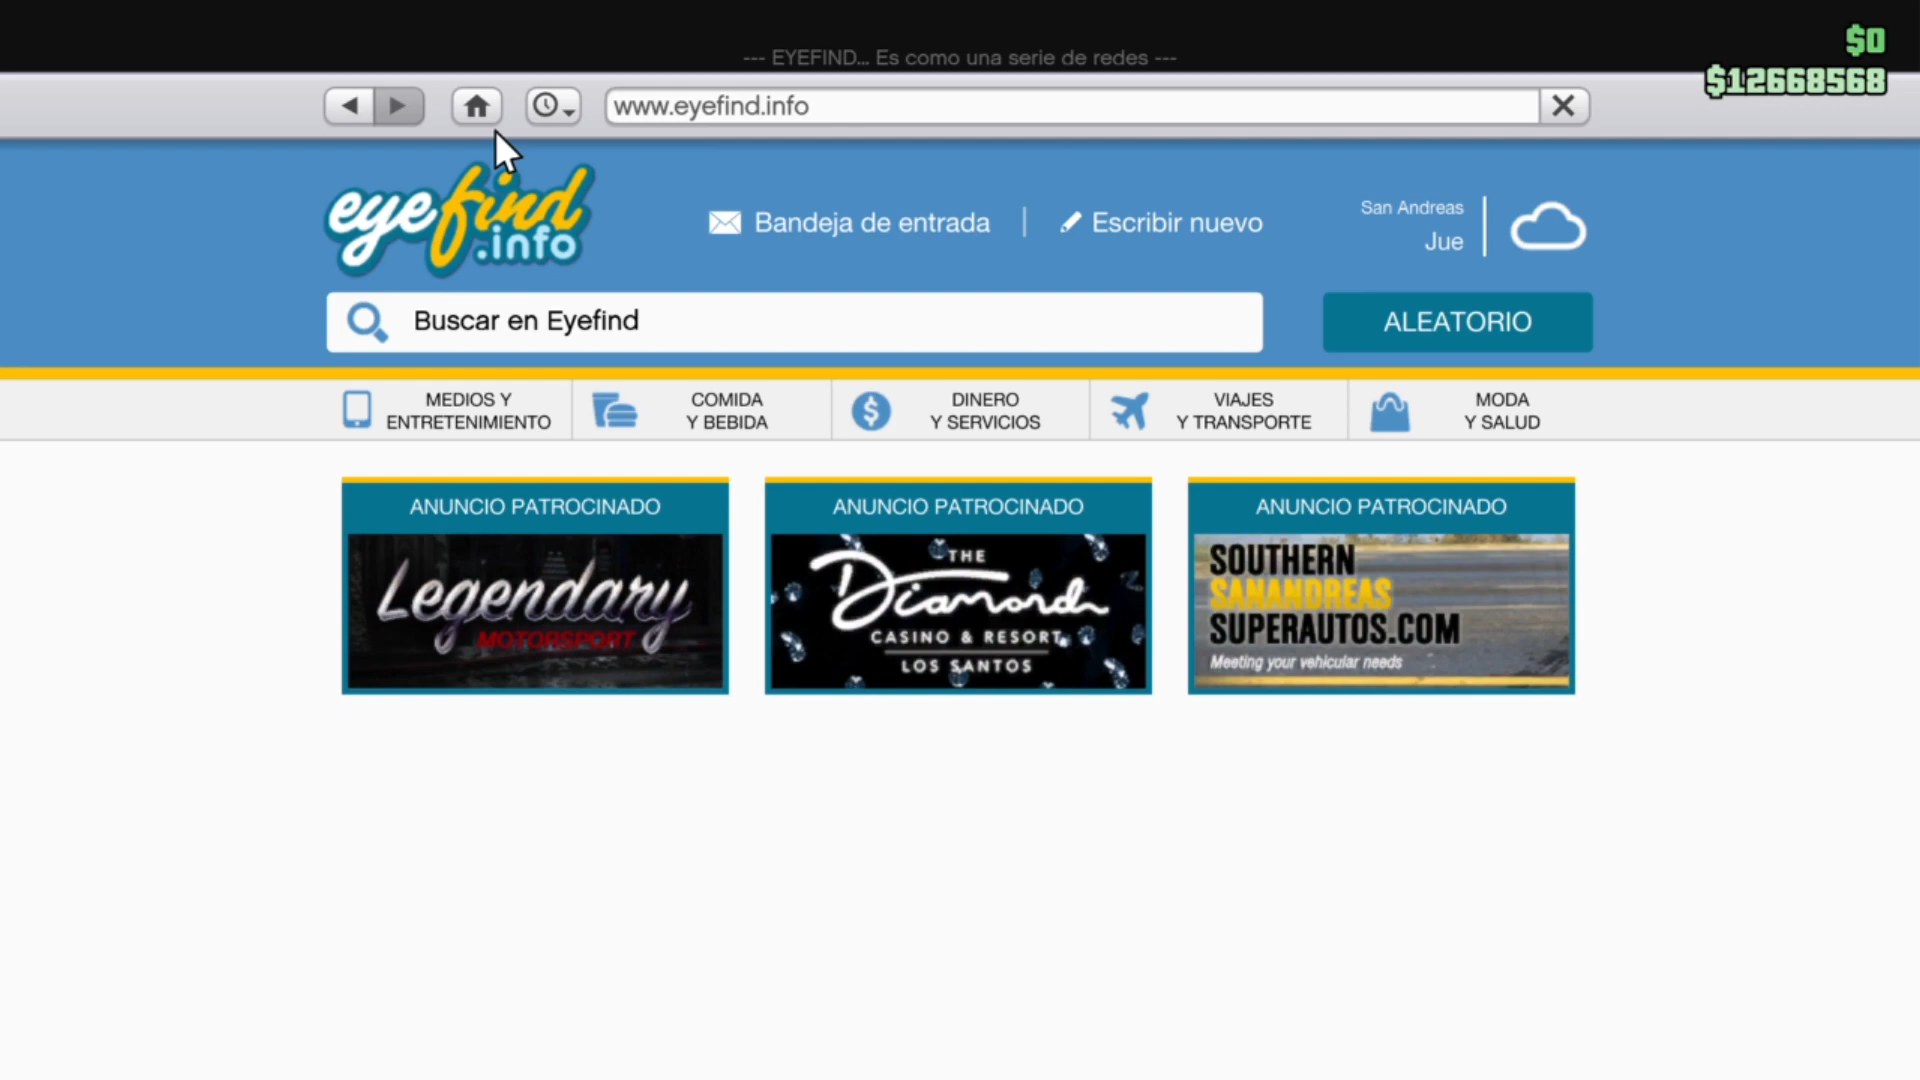 $0
--- EYEFIND... Es como una serie de redes ---
$12668568
www.eyefind.info
eyefind
.info
Bandeja de entrada
Escribir nuevo
San Andreas
Jue
Buscar en Eyefind
ALEATORIO
MEDIOS Y
ENTRETENIMIENTO
COMIDA
Y BEBIDA
DINERO
Y SERVICIOS
VIAJES
Y TRANSPORTE
MODA
Y SALUD
ANUNCIO PATROCINADO
Legendary
MOTORSPORT
ANUNCIO PATROCINADO
THE
Diamond
CASINO & RESORT
LOS SANTOS
ANUNCIO PATROCINADO
SOUTHERN
SANANDREAS
SUPERAUTOS.COM
Meeting your vehicular needs